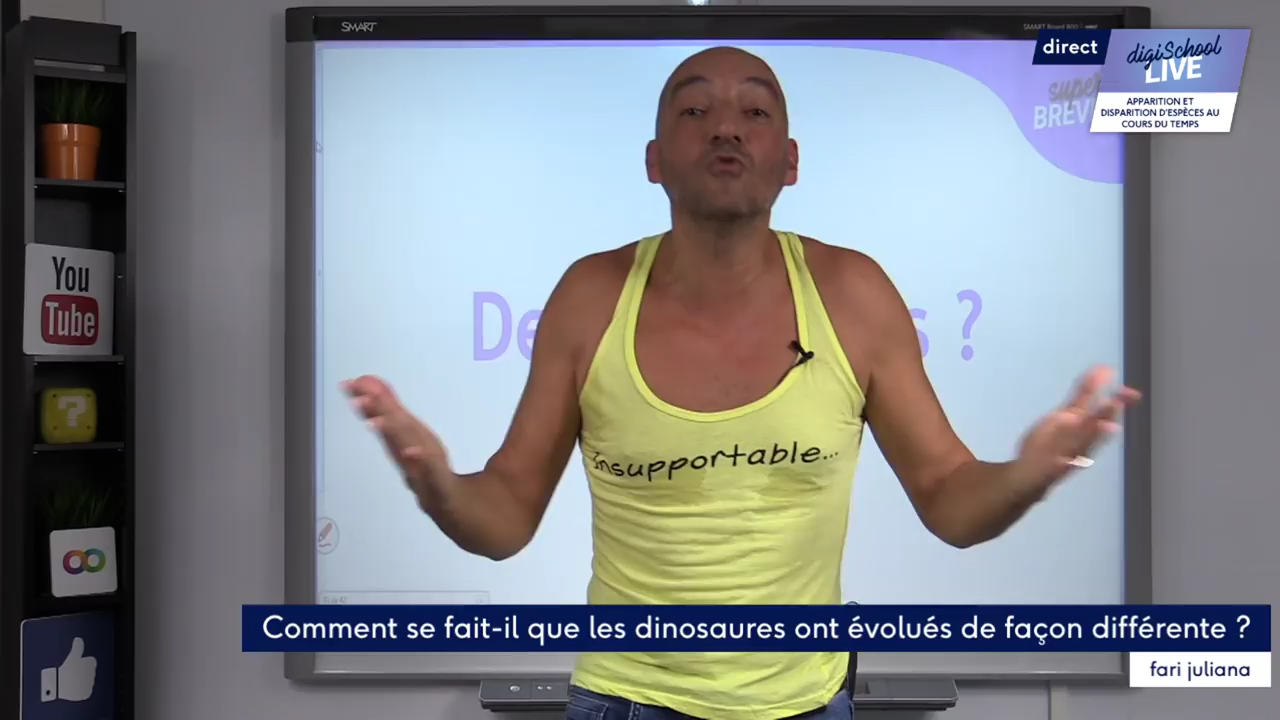 SMART
direct
digiSchool
LIVE
super
BREV
APPARITION ET
DISPARITION D'ESPÈCES AU
COURS DU TEMPS
You
Tube
?
De s ?
insupportable...
Comment se fait-il que les dinosaures ont évolués de façon différente ?
fari juliana